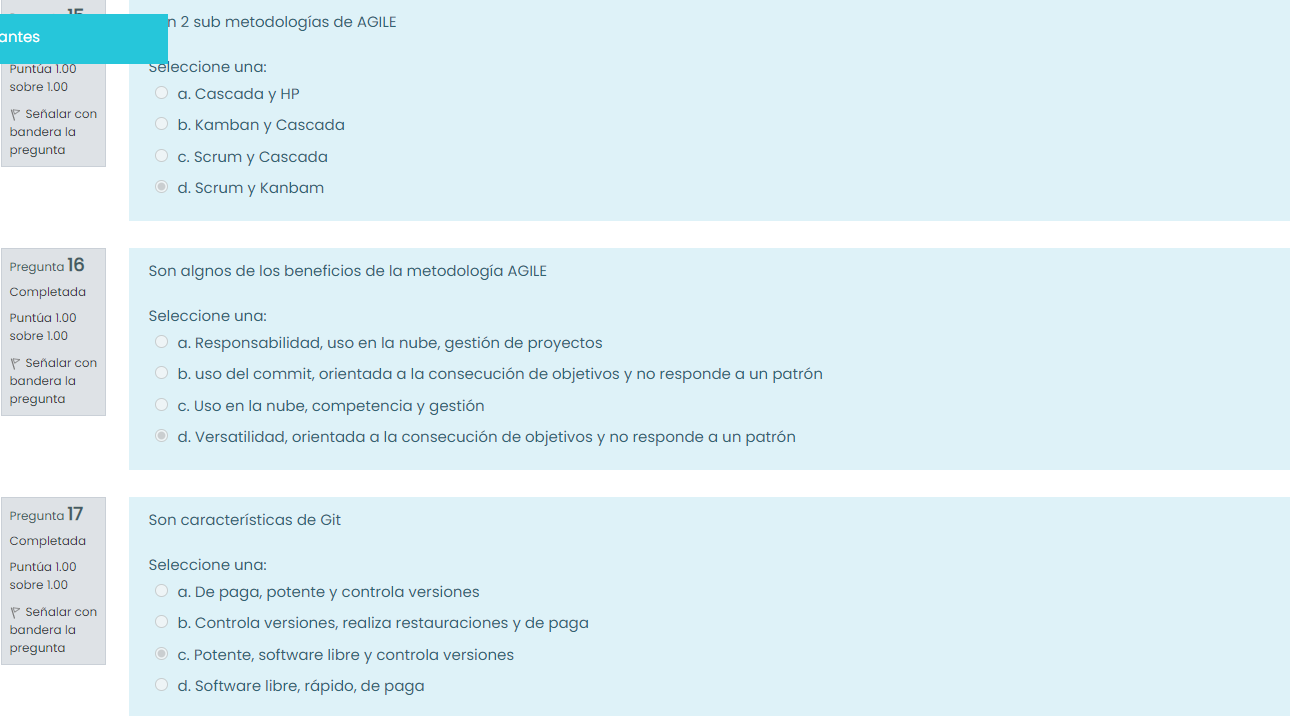 n 2 sub metodologías de AGILE
antes
Puntúa 1.00
sobre 1.00
Señalar con
bandera la
pregunta
Seleccione una:
a. Cascada y HP
b. Kamban y Cascada
c. Scrum y Cascada
d. Scrum y Kanbam
Pregunta 16
Completada
Puntúa 1.00
sobre 1.00
Señalar con
bandera la
pregunta
Son algnos de los beneficios de la metodología AGILE
Seleccione una:
a. Responsabilidad, uso en la nube, gestión de proyectos
b. uso del commit, orientada a la consecución de objetivos y no responde a un patrón
c. Uso en la nube, competencia y gestión
d. Versatilidad, orientada a la consecución de objetivos y no responde a un patrón
Pregunta 17
Completada
Puntúa 1.00
sobre 1.00
Señalar con
bandera la
pregunta
Son características de Git
Seleccione una:
a. De paga, potente y controla versiones
b. Controla versiones, realiza restauraciones y de paga
c. Potente, software libre y controla versiones
d. Software libre, rápido, de paga